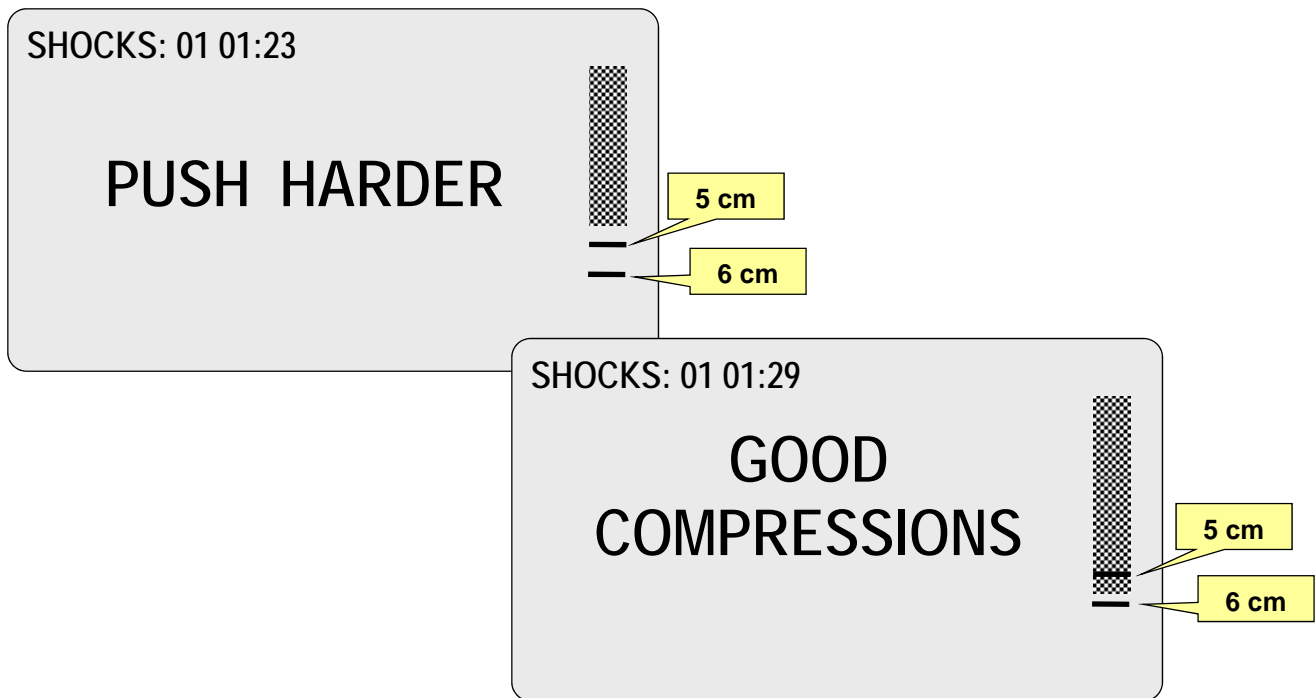 SHOCKS: 01 01:23
PUSH HARDER
5 cm
6 cm
SHOCKS: 01 01:29
GOOD
COMPRESSIONS
5 cm
6 cm